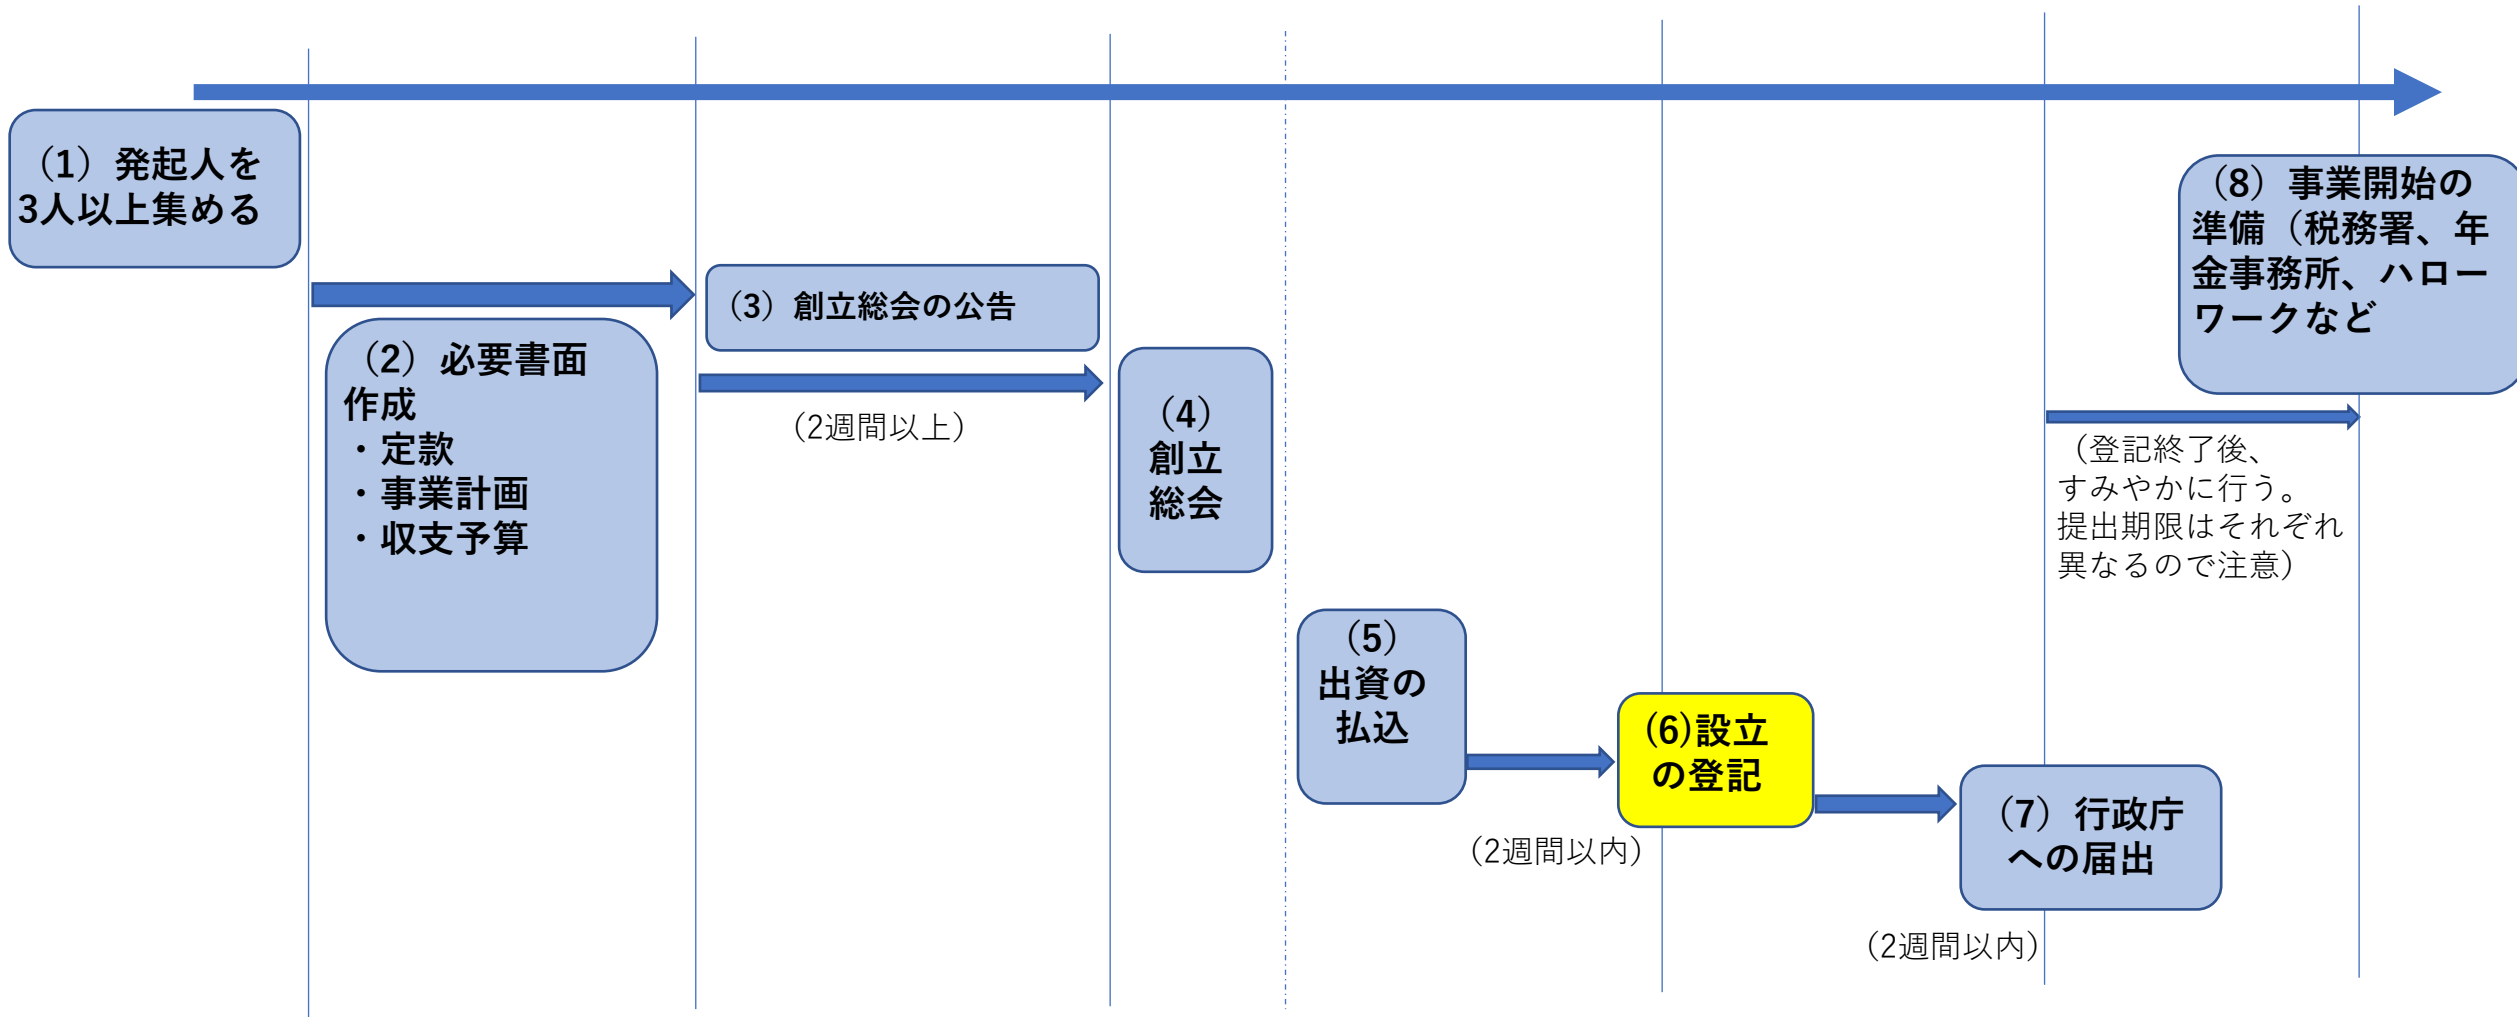 （1）発起人を
3人以上集める
（2）必要書面
作成
・定款
・事業計画
・収支予算
（3）創立総会の公告
（2週間以上）
（4）
創立
総会
（5）
出資の
払込
（2週間以内）
(6)設立
の登記
（7）行政庁
への届出
（2週間以内）
（8）事業開始の
準備（税務署、年
金事務所、ハロー
ワークなど
（登記終了後、
すみやかに行う。
提出期限はそれぞれ
異なるので注意）